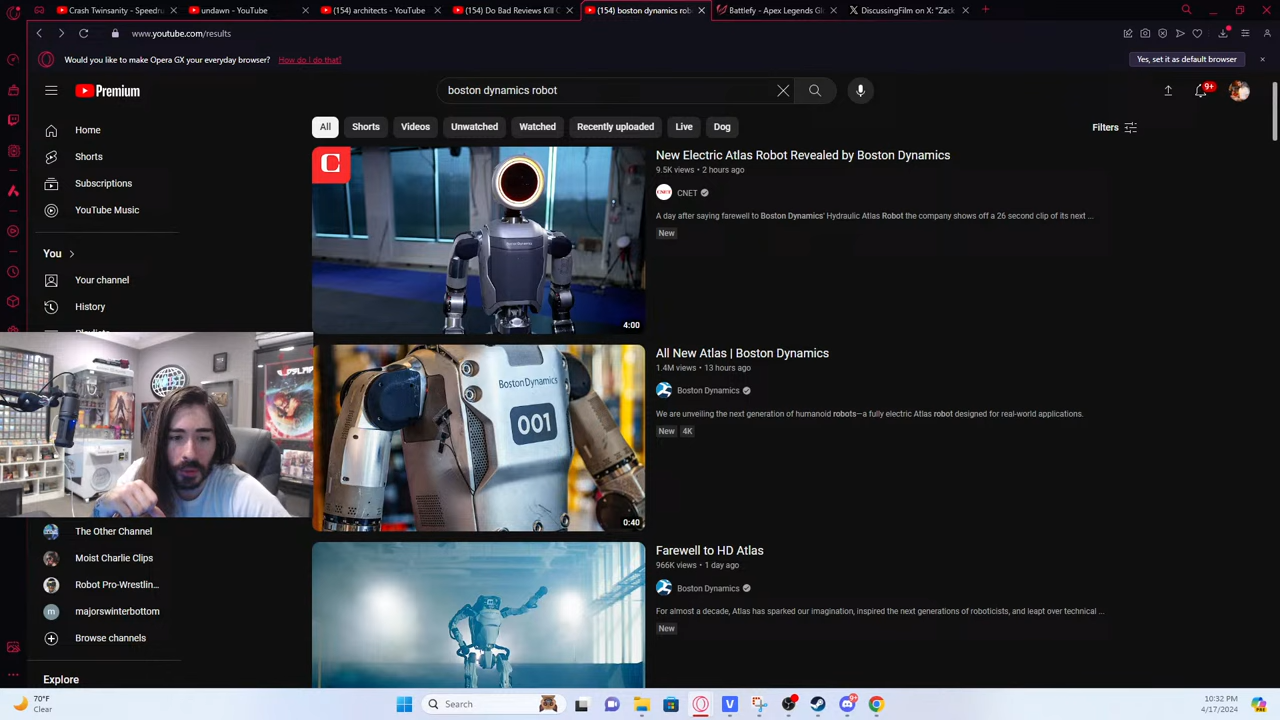 Crash Twinsanity - Speedru
undawn - YouTube
(154) architects - YouTube
(154) Do Bad Reviews Kill C
(154) boston dynamics rob
Battlefy - Apex Legends Gl
DiscussingFilm on X: "Zack
www.youtube.com/results
Would you like to make Opera GX your everyday browser? How do I do that!
Yes, set it as default browser
Premium
boston dynamics robot
9+
All
Shorts
Videos
Unwatched
Watched
Recently uploaded
Live
Dog
Filters
Home
Shorts
Subscriptions
YouTube Music
You
Your channel
History
The Other Channel
Moist Charlie Clips
Robot Pro-Wrestlin...
m majorswinterbottom
Browse channels
Explore
C
4:00
New Electric Atlas Robot Revealed by Boston Dynamics
9.5K views • 2 hours ago
CNET
A day after saying farewell to Boston Dynamics' Hydraulic Atlas Robot the company shows off a 26 second clip of its next ...
New
BostonDynamics
001
0:40
All New Atlas | Boston Dynamics
1.4M views • 13 hours ago
Boston Dynamics
We are unveiling the next generation of humanoid robots—a fully electric Atlas robot designed for real-world applications.
New 4K
Farewell to HD Atlas
966K views • 1 day ago
Boston Dynamics
For almost a decade, Atlas has sparked our imagination, inspired the next generations of roboticists, and leapt over technical ...
New
70°F
Clear
Search
9+
10:32 PM
4/17/2024